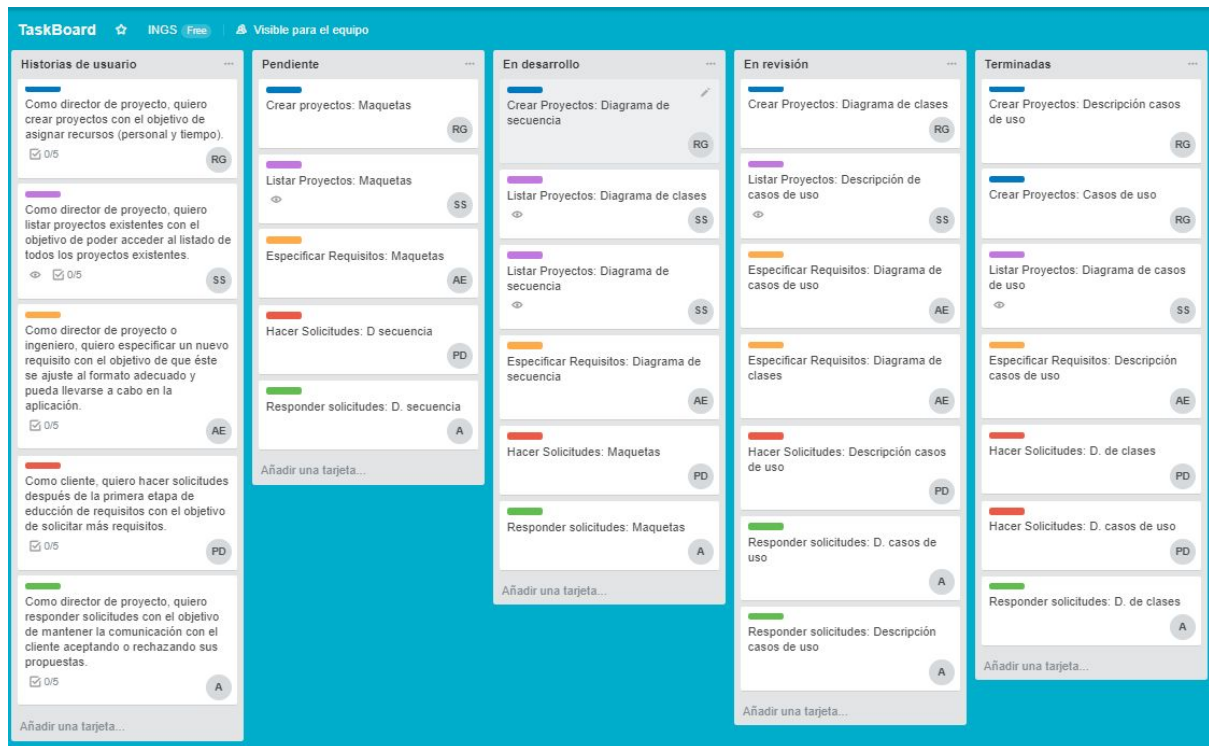 TaskBoard INGS Free Visible para el equipo
Historias de usuario
Como director de proyecto, quiero
crear proyectos con el objetivo de
asignar recursos (personal y tiempo).
0/5
RG
Como director de proyecto, quiero
listar proyectos existentes con el
objetivo de poder acceder al listado de
todos los proyectos existentes.
0/5
SS
Como director de proyecto o
ingeniero, quiero especificar un nuevo
requisito con el objetivo de que éste
se ajuste al formato adecuado y
pueda llevarse a cabo en la
aplicación.
0/5
AE
Como cliente, quiero hacer solicitudes
después de la primera etapa de
educción de requisitos con el objetivo
de solicitar más requisitos.
0/5
PD
Como director de proyecto, quiero
responder solicitudes con el objetivo
de mantener la comunicación con el
cliente aceptando o rechazando sus
propuestas.
0/5
A
Añadir una tarjeta...
Pendiente
Crear proyectos: Maquetas
RG
Listar Proyectos: Maquetas
SS
Especificar Requisitos: Maquetas
AE
Hacer Solicitudes: D secuencia
PD
Responder solicitudes: D. secuencia
A
Añadir una tarjeta...
En desarrollo
Crear Proyectos: Diagrama de
secuencia
RG
Listar Proyectos: Diagrama de clases
SS
Listar Proyectos: Diagrama de
secuencia
SS
Especificar Requisitos: Diagrama de
secuencia
AE
Hacer Solicitudes: Maquetas
PD
Responder solicitudes: Maquetas
A
Añadir una tarjeta...
En revisión
Crear Proyectos: Diagrama de clases
RG
Listar Proyectos: Descripción de
casos de uso
SS
Especificar Requisitos: Diagrama de
casos de uso
AE
Especificar Requisitos: Diagrama de
clases
AE
Hacer Solicitudes: Descripción casos
de uso
PD
Responder solicitudes: D. casos de
uso
A
Responder solicitudes: Descripción
casos de uso
A
Añadir una tarjeta...
Terminadas
Crear Proyectos: Descripción casos
de uso
RG
Crear Proyectos: Casos de uso
RG
Listar Proyectos: Diagrama de casos
de uso
SS
Especificar Requisitos: Descripción
casos de uso
AE
Hacer Solicitudes: D. de clases
PD
Hacer Solicitudes: D. casos de uso
PD
Responder solicitudes: D. de clases
A
Añadir una tarjeta...